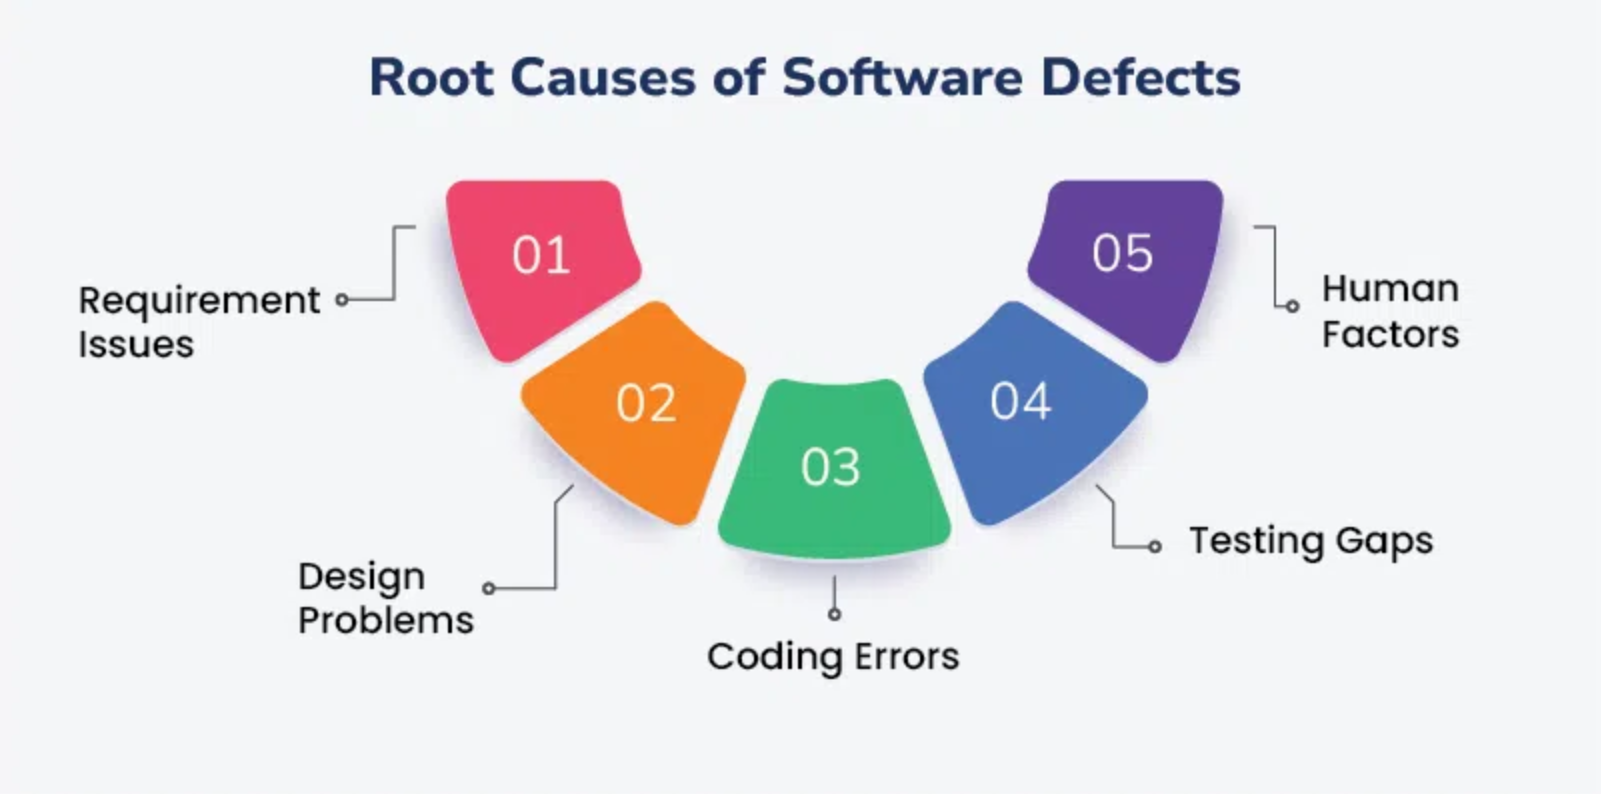 Root Causes of Software Defects
01
Requirement
Issues
02
Design
Problems
03
Coding Errors
04
Testing Gaps
05
Human
Factors